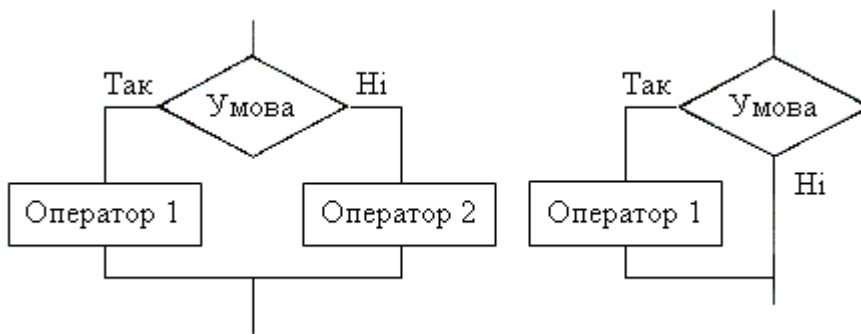 Так
Умова
Ні
Оператор 1
Оператор 2
Так
Умова
Ні
Оператор 1